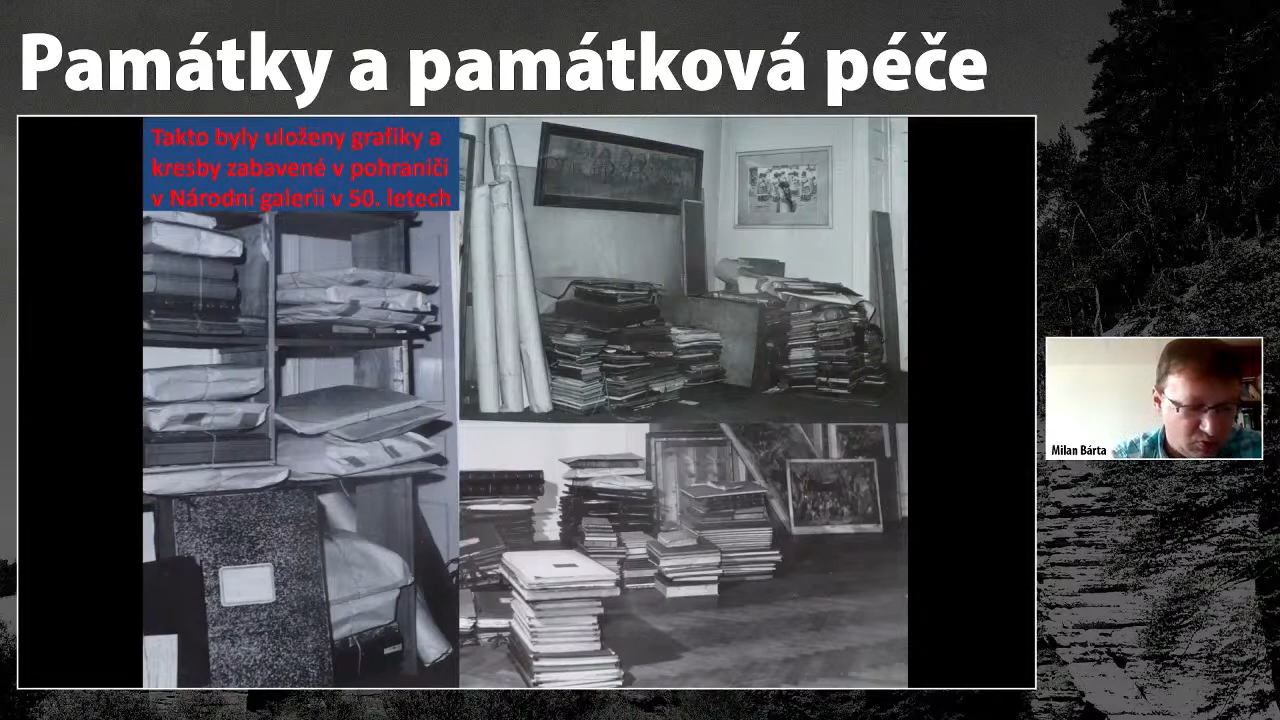 Památky a památková péče
Takto byly uloženy grafiky a
kresby zabavené v pohraničí
v Národní galerii v 50. letech
Milan Bárta